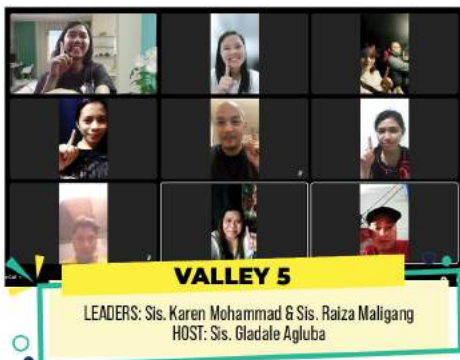 VALLEY 5
LEADERS: Sis. Karen Mohammad & Sis. Raiza Maligang
HOST: Sis. Gladale Agluba